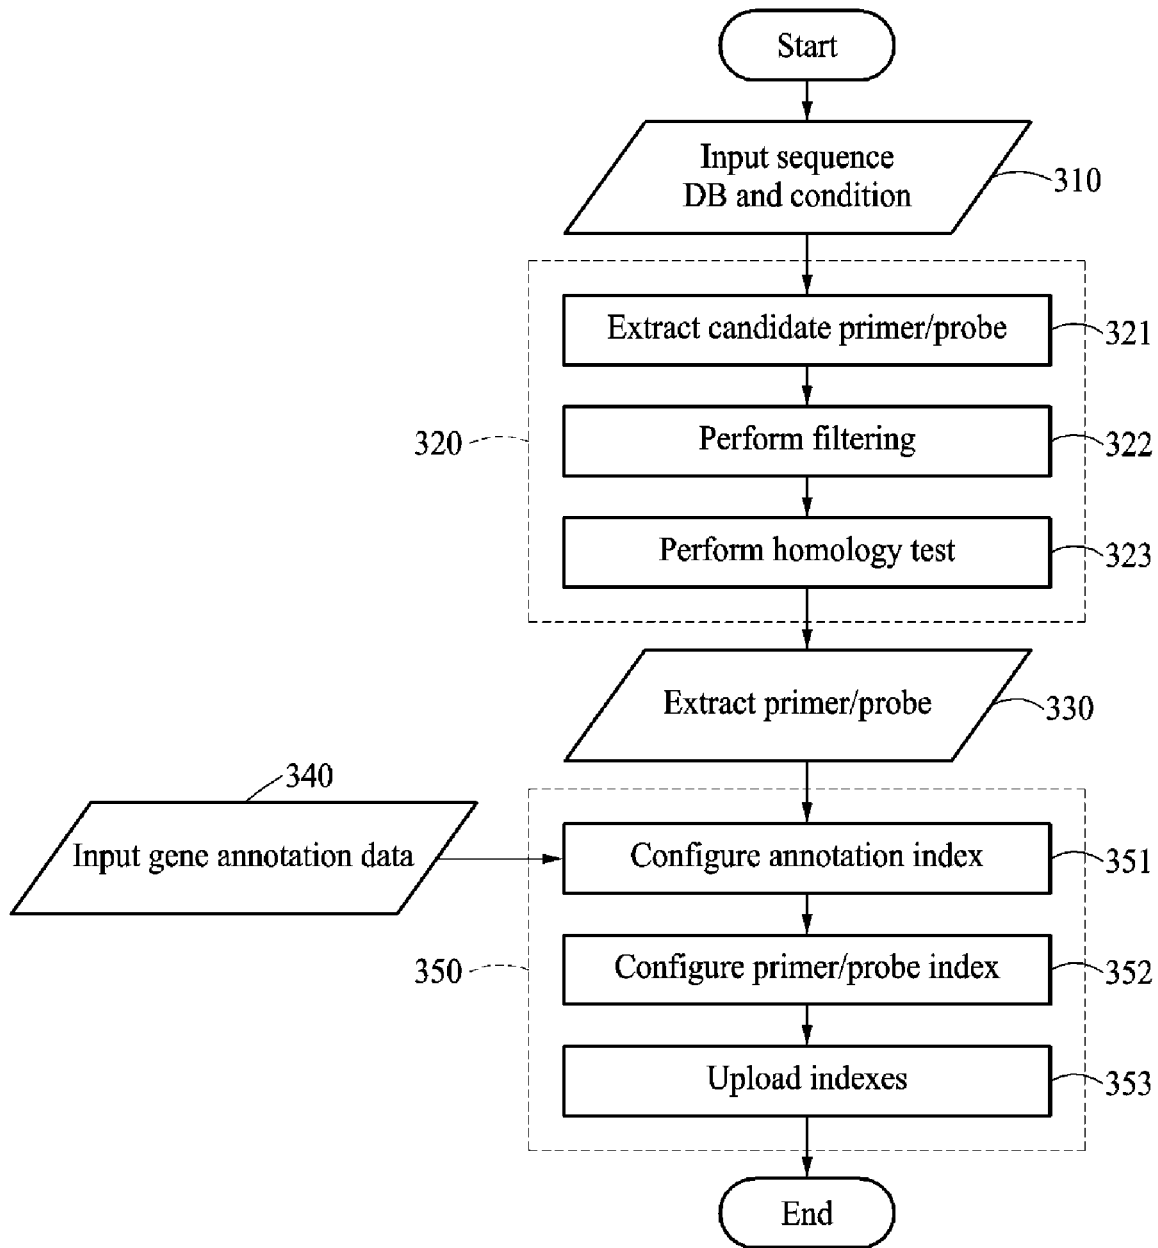 Start
Input sequence
DB and condition
310
Extract candidate primer/probe
321
320
Perform filtering
322
Perform homology test
323
Extract primer/probe
330
340
Input gene annotation data
Configure annotation index
351
350
Configure primer/probe index
352
Upload indexes
353
End